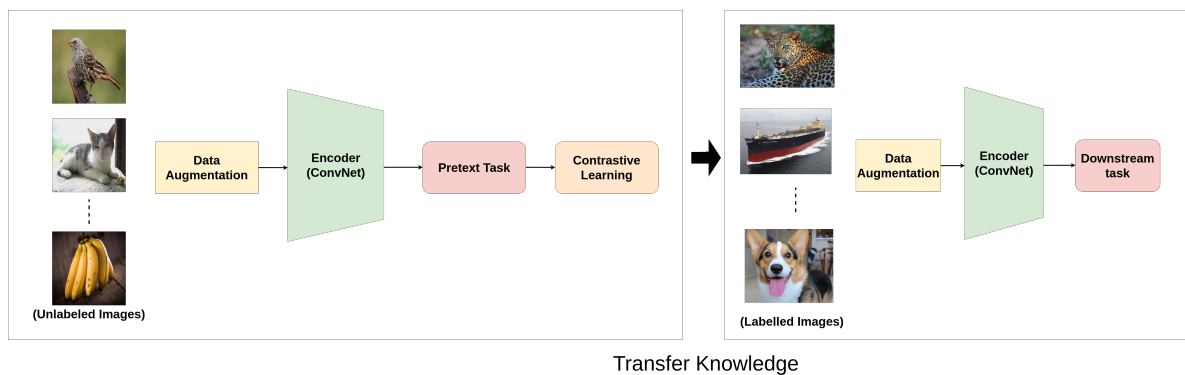 Data
Augmentation
Encoder
(ConvNet)
Pretext Task
Contrastive
Learning
(Unlabeled Images)
Data
Augmentation
Encoder
(ConvNet)
Downstream
task
(Labelled Images)
Transfer Knowledge